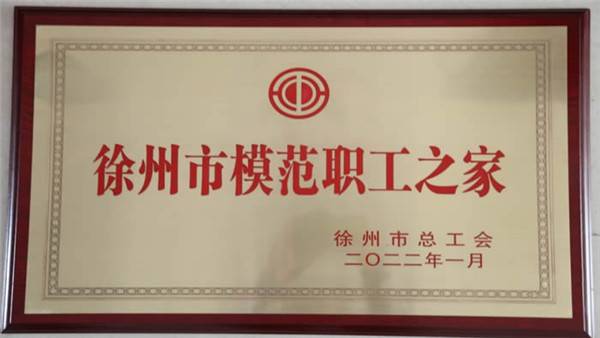 徐州市模范职工之家
徐州市总工会
二〇二二年一月